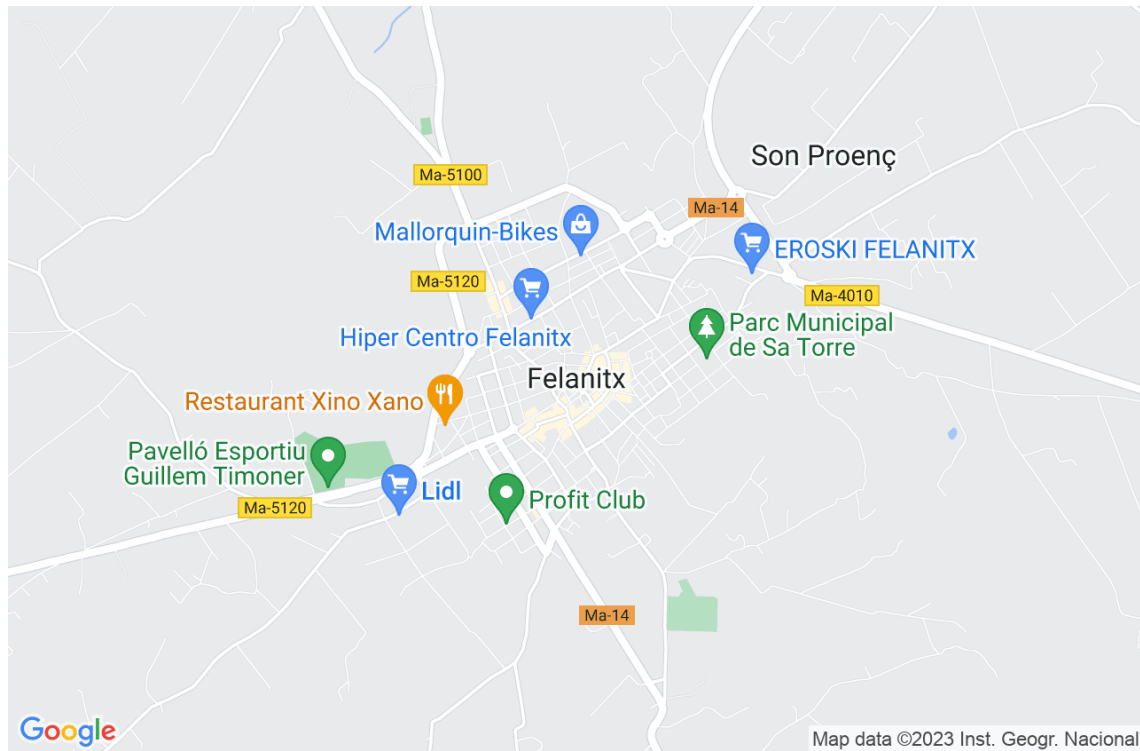 Son Proenç
Ma-5100
Ma-14
Mallorquin-Bikes
EROSKI FELANITX
Ma-5120
Ma-4010
Hiper Centro Felanitx
Parc Municipal
de Sa Torre
Felanitx
Restaurant Xino Xano
Pavelló Esportiu
Guillem Timoner
Lidl
Profit Club
Ma-5120
Ma-14
Google
Map data ©2023 Inst. Geogr. Nacional